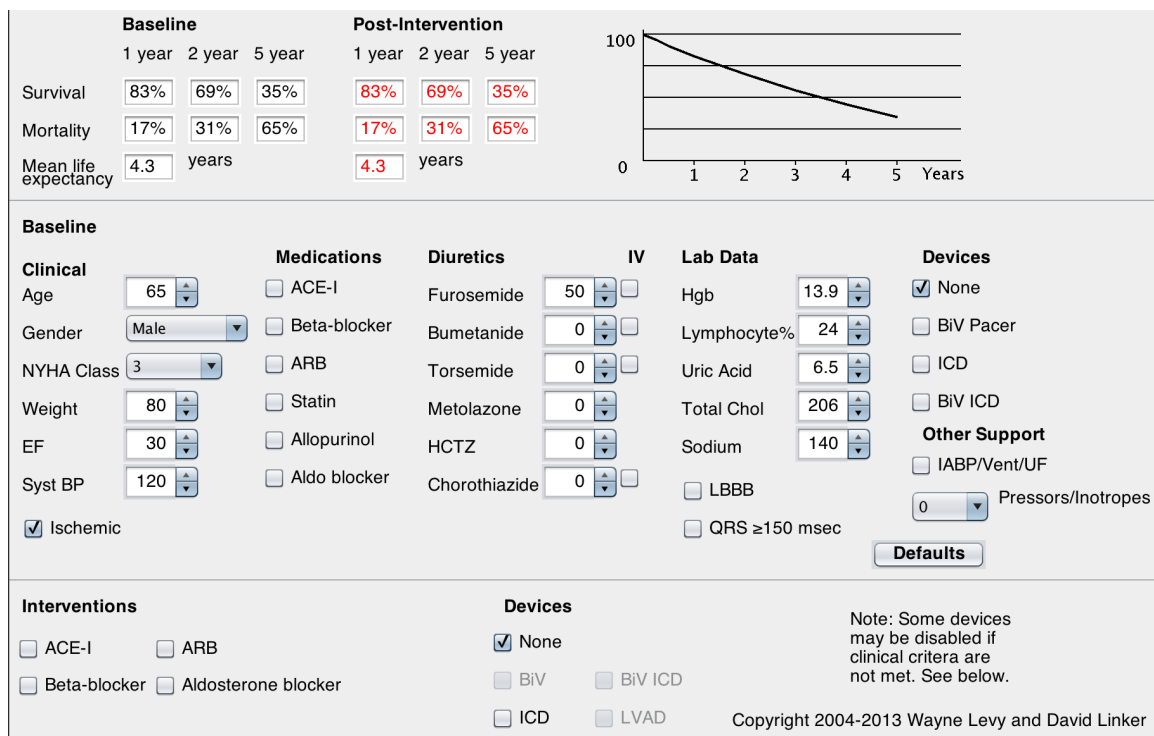 Baseline Post-Intervention
1 year 2 year 5 year 1 year 2 year 5 year
100
Survival 83% 69% 35% 83% 69% 35%
Mortality 17% 31% 65% 17% 31% 65%
Mean life expectancy 4.3 years 4.3 years
0 1 2 3 4 5 Years
Baseline
Clinical Medications Diuretics IV Lab Data Devices
Age 65 ACE-I Furosemide 50 Hgb 13.9 None
Gender Male Beta-blocker Bumetanide 0 Lymphocyte% 24 BiV Pacer
NYHA Class 3 ARB Torsemide 0 Uric Acid 6.5 ICD
Weight 80 Statin Metolazone 0 Total Chol 206 BiV ICD
EF 30 Allopurinol HCTZ 0 Sodium 140 Other Support
Syst BP 120 Aldo blocker Chorothiazide 0 LBBB IABP/Vent/UF
Ischemic QRS ≥150 msec 0 Pressors/Inotropes
Defaults
Interventions Devices
ACE-I ARB None
Beta-blocker Aldosterone blocker BiV BiV ICD
ICD LVAD
Note: Some devices
may be disabled if
clinical critera are
not met. See below.
Copyright 2004-2013 Wayne Levy and David Linker